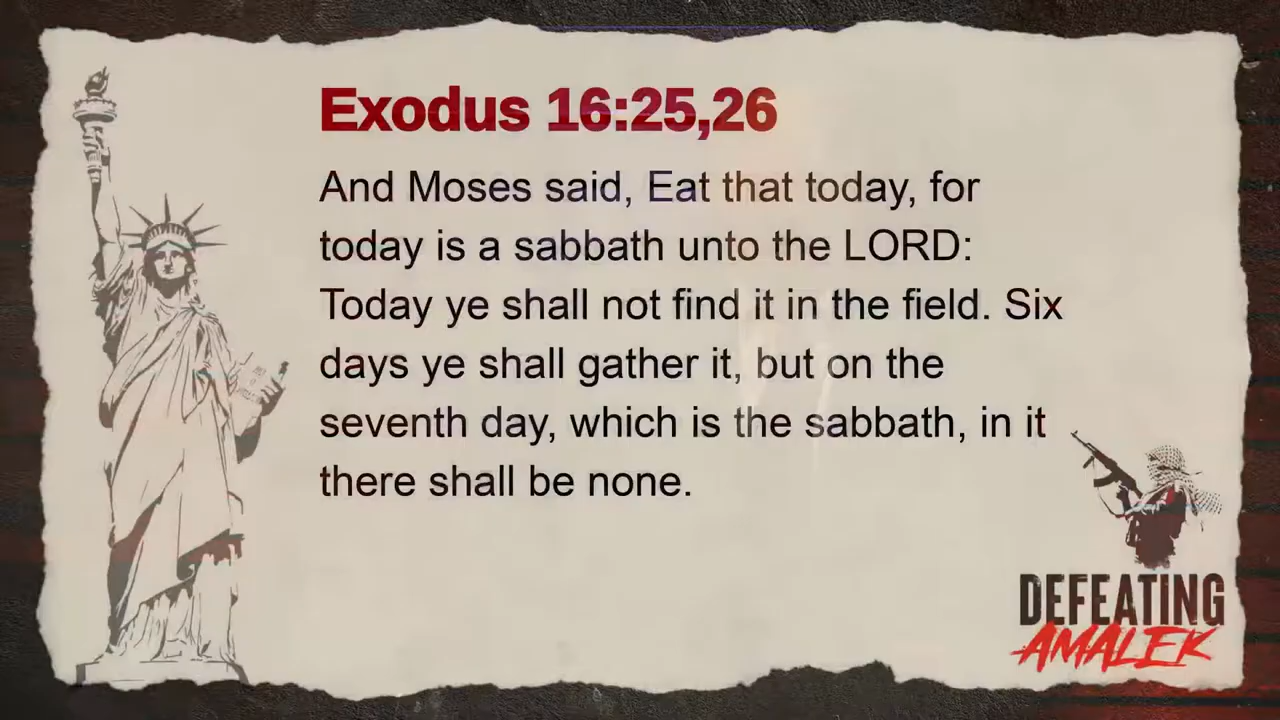 Exodus 16:25,26
And Moses said, Eat that today, for
today is a sabbath unto the LORD:
Today ye shall not find it in the field. Six
days ye shall gather it, but on the
seventh day, which is the sabbath, in it
there shall be none.
DEFEATING
AMALEK